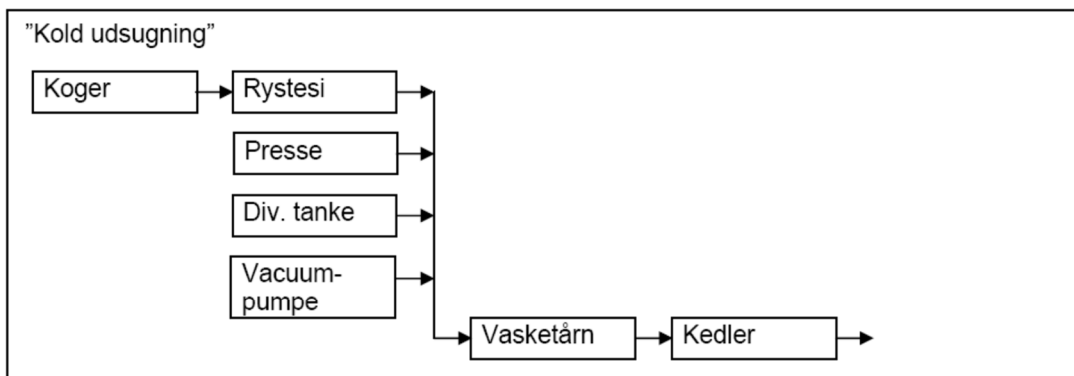 ”Kold udsugning”
Koger
Rystesi
Presse
Div. tanke
Vacuum-
pumpe
Vasketårn
Kedler